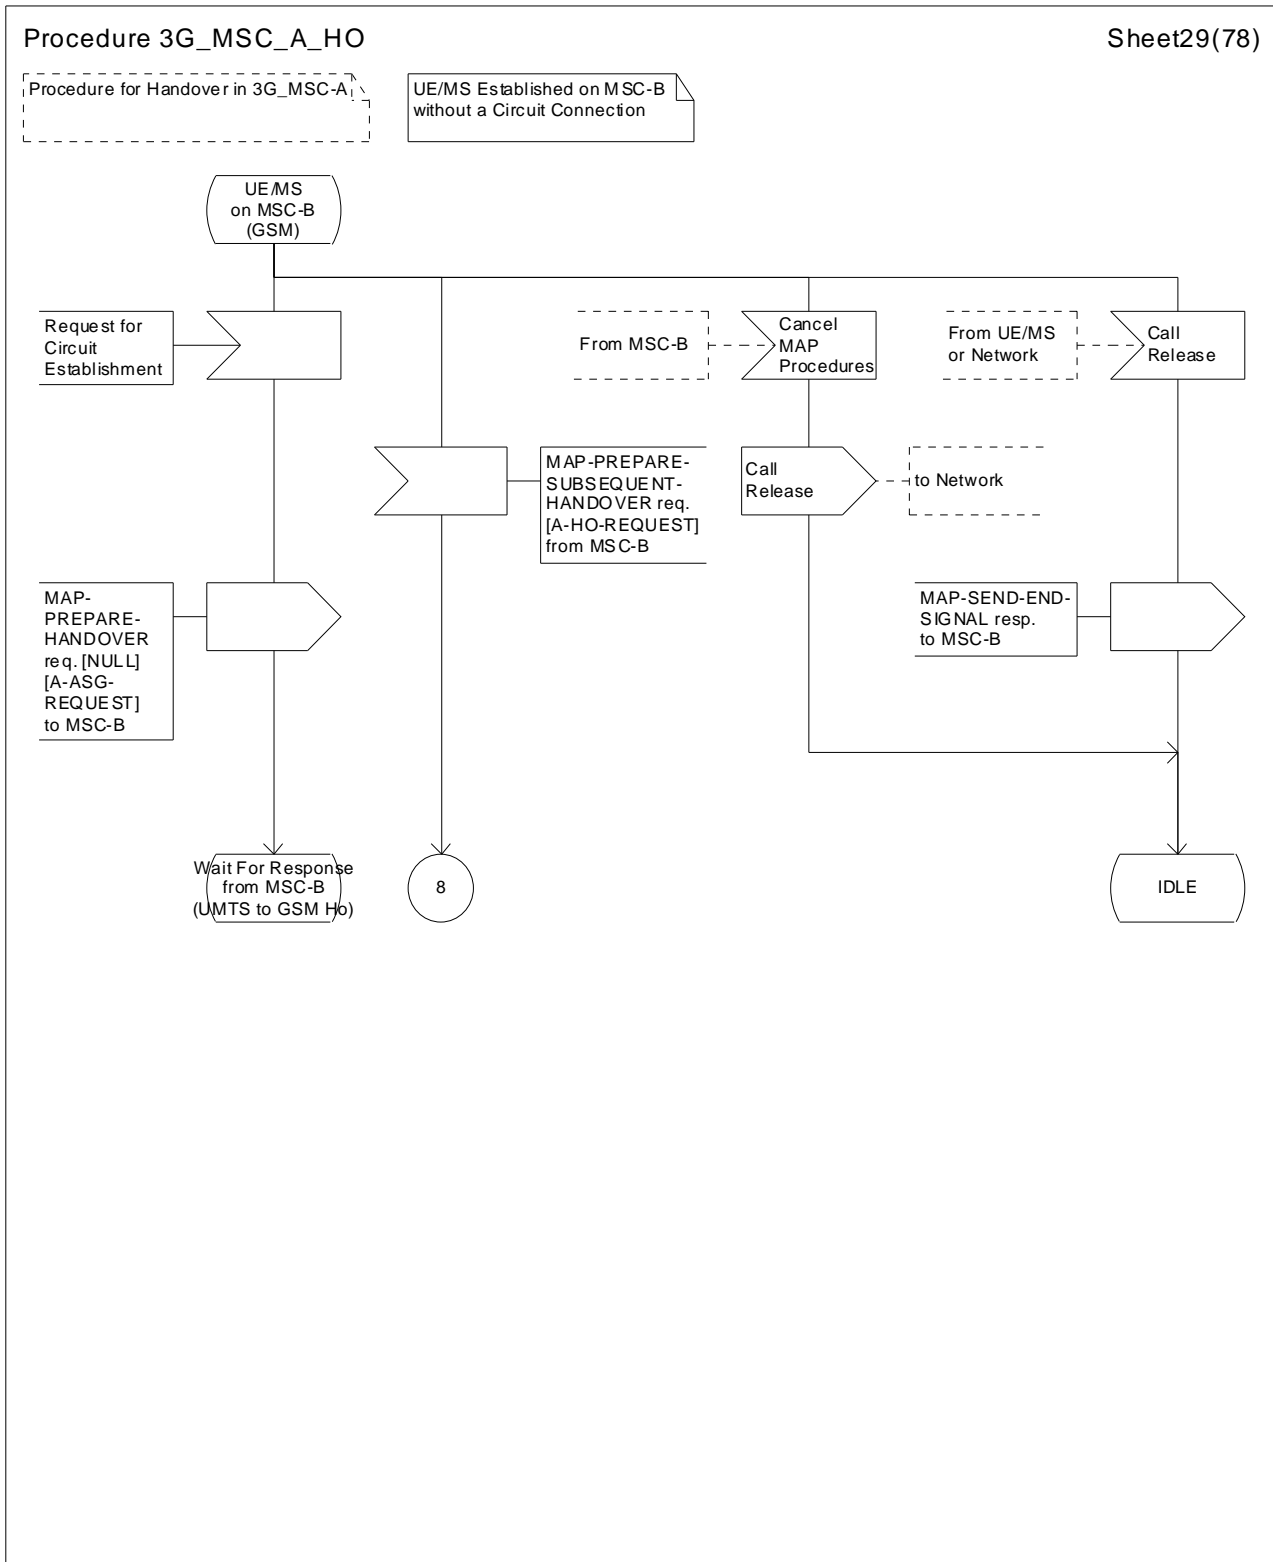 Procedure 3G_MSC_A_HO
Sheet29(78)
Procedure for Handover in 3G_MSC-A
UE/MS Established on MSC-B
without a Circuit Connection
UE/MS
on MSC-B
(GSM)
Request for
Circuit
Establishment
From MSC-B
Cancel
MAP
Procedures
From UE/MS
or Network
Call
Release
MAP-PREPARE-
SUBSEQUENT-
HANDOVER req.
[A-HO-REQUEST]
from MSC-B
Call
Release
to Network
MAP-
PREPARE-
HANDOVER
req. [NULL]
[A-ASG-
REQUEST]
to MSC-B
MAP-SEND-END-
SIGNAL resp.
to MSC-B
Wait For Response
from MSC-B
(UMTS to GSM Ho)
8
IDLE